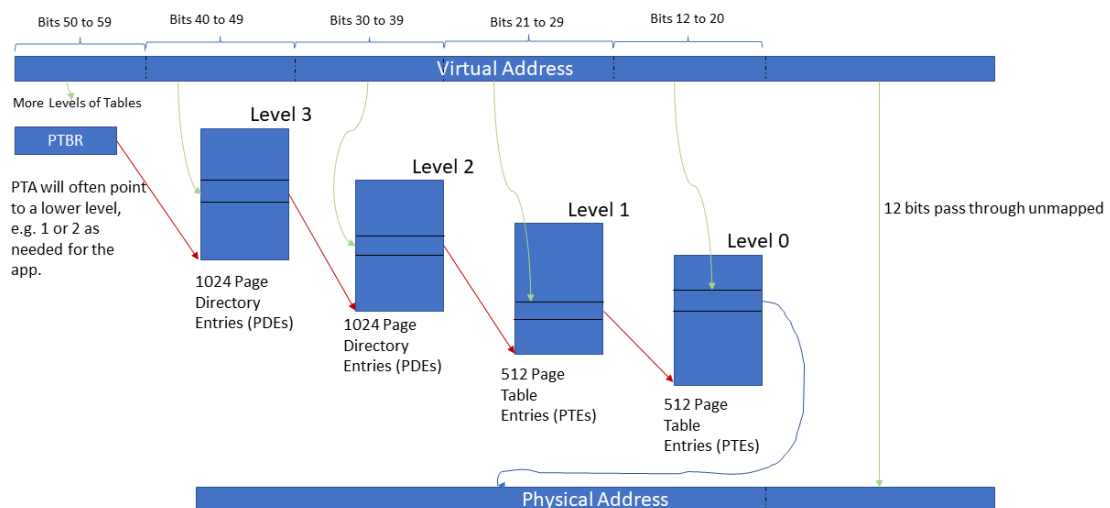 Bits 50 to 59
Bits 40 to 49
Bits 30 to 39
Bits 21 to 29
Bits 12 to 20
Virtual Address
More Levels of Tables
PTBR
Level 3
Level 2
Level 1
Level 0
PTA will often point
to a lower level,
e.g. 1 or 2 as
needed for the
app.
12 bits pass through unmapped
1024 Page
Directory
Entries (PDEs)
1024 Page
Directory
Entries (PDEs)
512 Page
Table
Entries (PTEs)
512 Page
Table
Entries (PTEs)
Physical Address